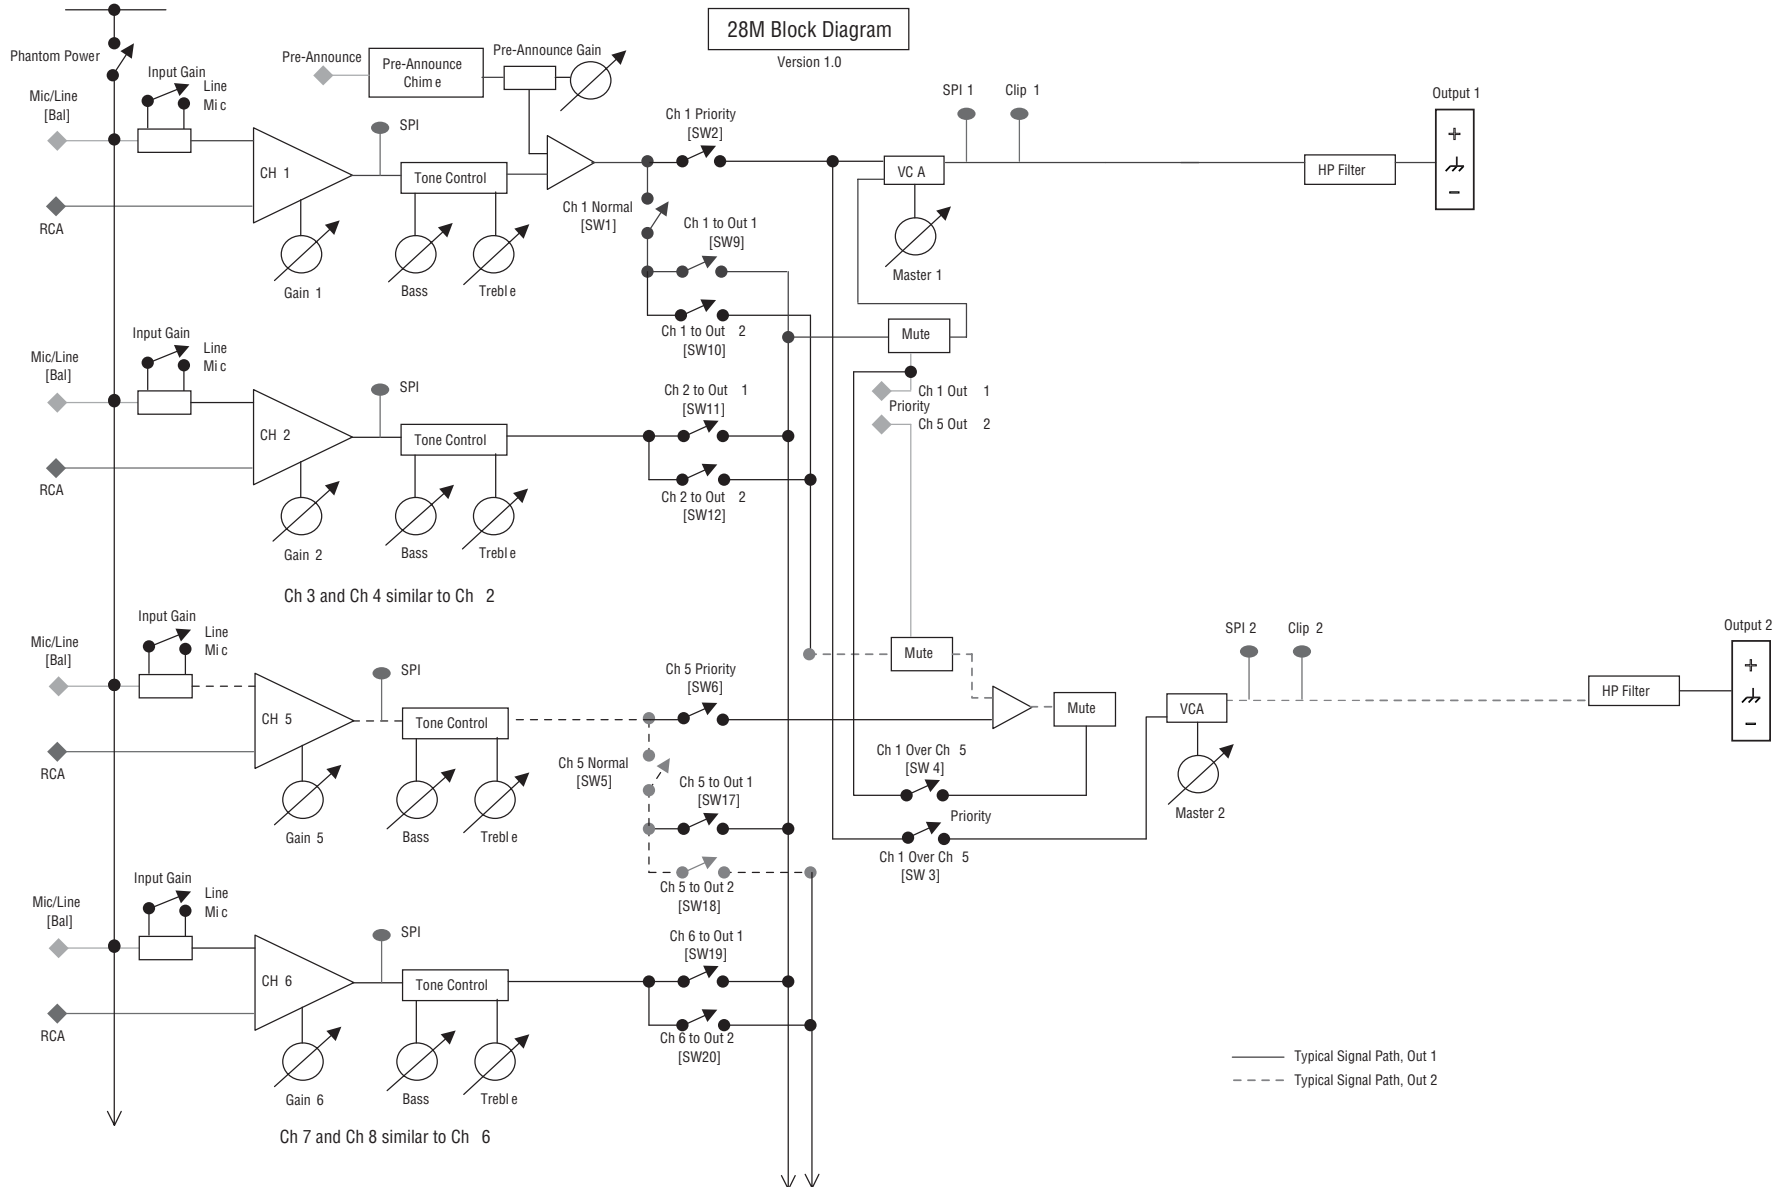 28M Block Diagram
Version 1.0
Phantom Power
Pre-Announce
Pre-Announce
Chime
Pre-Announce Gain
Input Gain
Line
Mic
Mic/Line
[Bal]
RCA
CH 1
SPI
Tone Control
Gain 1
Bass
Treble
Ch 1 Priority
[SW2]
Ch 1 Normal
[SW1]
Ch 1 to Out 1
[SW9]
Ch 1 to Out 2
[SW10]
VCA
Master 1
SPI 1
Clip 1
HP Filter
Output 1
+
−
Mute
Ch 1 Out 1
Priority
Ch 5 Out 2
Input Gain
Line
Mic
Mic/Line
[Bal]
RCA
CH 2
SPI
Tone Control
Gain 2
Bass
Treble
Ch 2 to Out 1
[SW11]
Ch 2 to Out 2
[SW12]
Ch 3 and Ch 4 similar to Ch 2
Input Gain
Line
Mic
Mic/Line
[Bal]
RCA
CH 5
SPI
Tone Control
Gain 5
Bass
Treble
Ch 5 Priority
[SW6]
Ch 5 Normal
[SW5]
Ch 5 to Out 1
[SW17]
Ch 5 to Out 2
[SW18]
Mute
Mute
Ch 1 Over Ch 5
[SW 4]
Priority
Ch 1 Over Ch 5
[SW 3]
VCA
Master 2
SPI 2
Clip 2
HP Filter
Output 2
+
−
Input Gain
Line
Mic
Mic/Line
[Bal]
RCA
CH 6
SPI
Tone Control
Gain 6
Bass
Treble
Ch 6 to Out 1
[SW19]
Ch 6 to Out 2
[SW20]
Ch 7 and Ch 8 similar to Ch 6
Typical Signal Path, Out 1
Typical Signal Path, Out 2